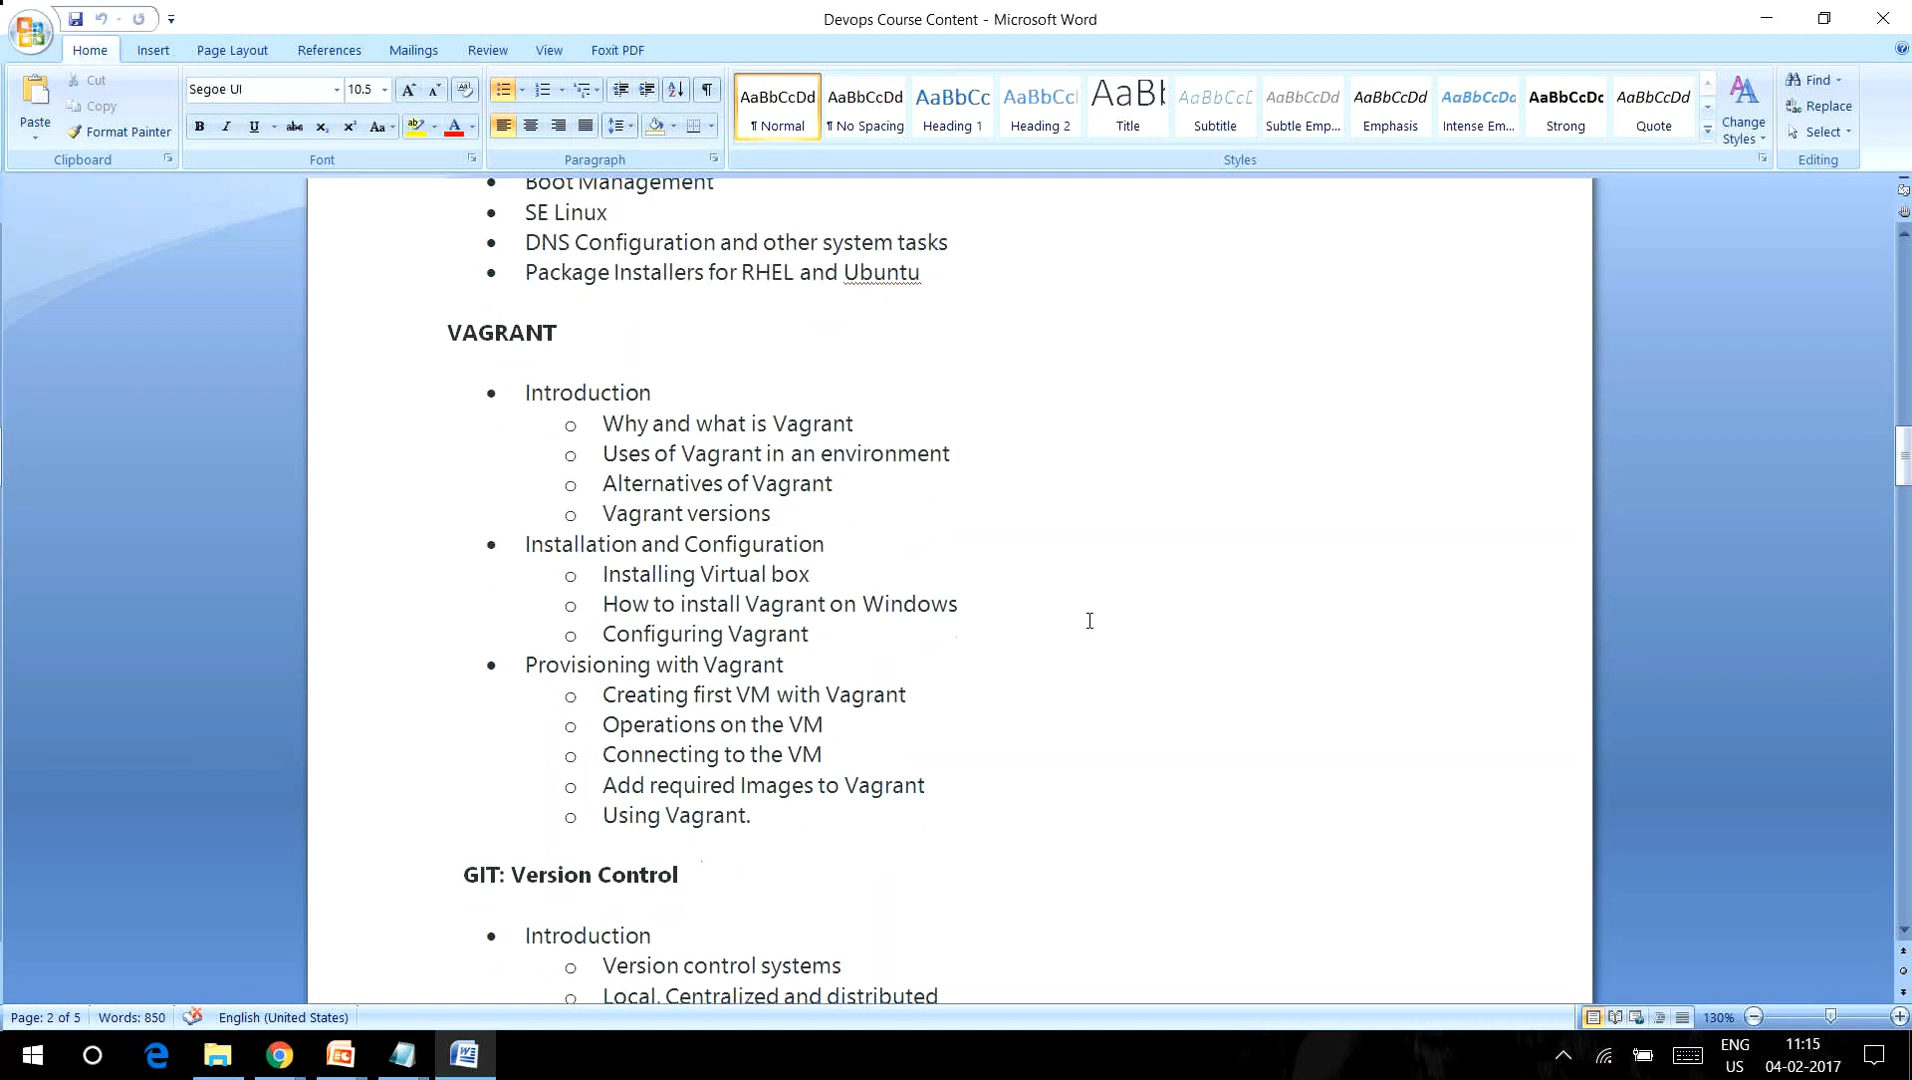 Devops Course Content - Microsoft Word
Home Insert Page Layout References Mailings Review View Foxit PDF
Paste
Cut
Copy
Format Painter
Clipboard
Segoe UI 10.5
B I U abc X₂ X² Aa
Font
Paragraph
AaBbCcDd AaBbCcDd AaBbCc AaBbCc AaB AaBbCcD AaBbCcDd AaBbCcDd AaBbCcDd AaBbCcDc AaBbCcDd
¶ Normal ¶ No Spacing Heading 1 Heading 2 Title Subtitle Subtle Emp... Emphasis Intense Em... Strong Quote
Styles
Change Styles
Find
Replace
Select
Editing
Boot Management
SE Linux
DNS Configuration and other system tasks
Package Installers for RHEL and Ubuntu
VAGRANT
Introduction
Why and what is Vagrant
Uses of Vagrant in an environment
Alternatives of Vagrant
Vagrant versions
Installation and Configuration
Installing Virtual box
How to install Vagrant on Windows
Configuring Vagrant
Provisioning with Vagrant
Creating first VM with Vagrant
Operations on the VM
Connecting to the VM
Add required Images to Vagrant
Using Vagrant.
GIT: Version Control
Introduction
Version control systems
Local, Centralized and distributed
Page: 2 of 5 Words: 850 English (United States) 130%
ENG 11:15
US 04-02-2017